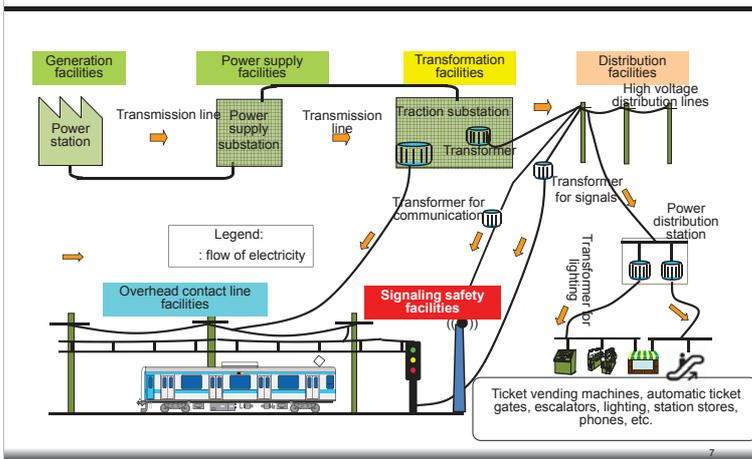 Generation
facilities
Power supply
facilities
Transformation
facilities
Distribution
facilities
High voltage
distribution lines
Power
station
Transmission line
Power
supply
substation
Transmission
line
Traction substation
Transformer
Transformer for
communication
Transformer
for signals
Power
distribution
station
Transformer for
lighting
Legend:
: flow of electricity
Overhead contact line
facilities
Signaling safety
facilities
Ticket vending machines, automatic ticket
gates, escalators, lighting, station stores,
phones, etc.
7